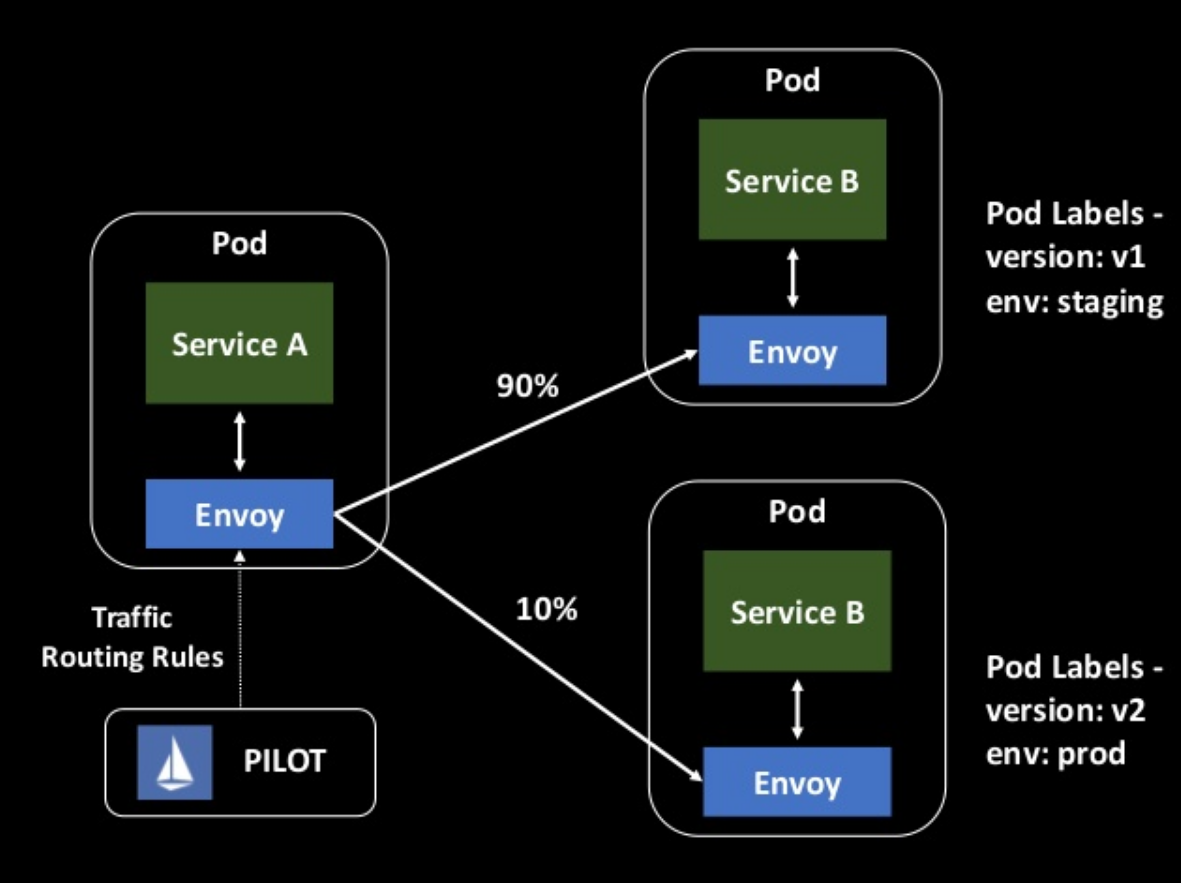 Pod
Service A
Envoy
Traffic
Routing Rules
PILOT
90%
10%
Pod
Service B
Envoy
Pod Labels -
version: v1
env: staging
Pod
Service B
Envoy
Pod Labels -
version: v2
env: prod